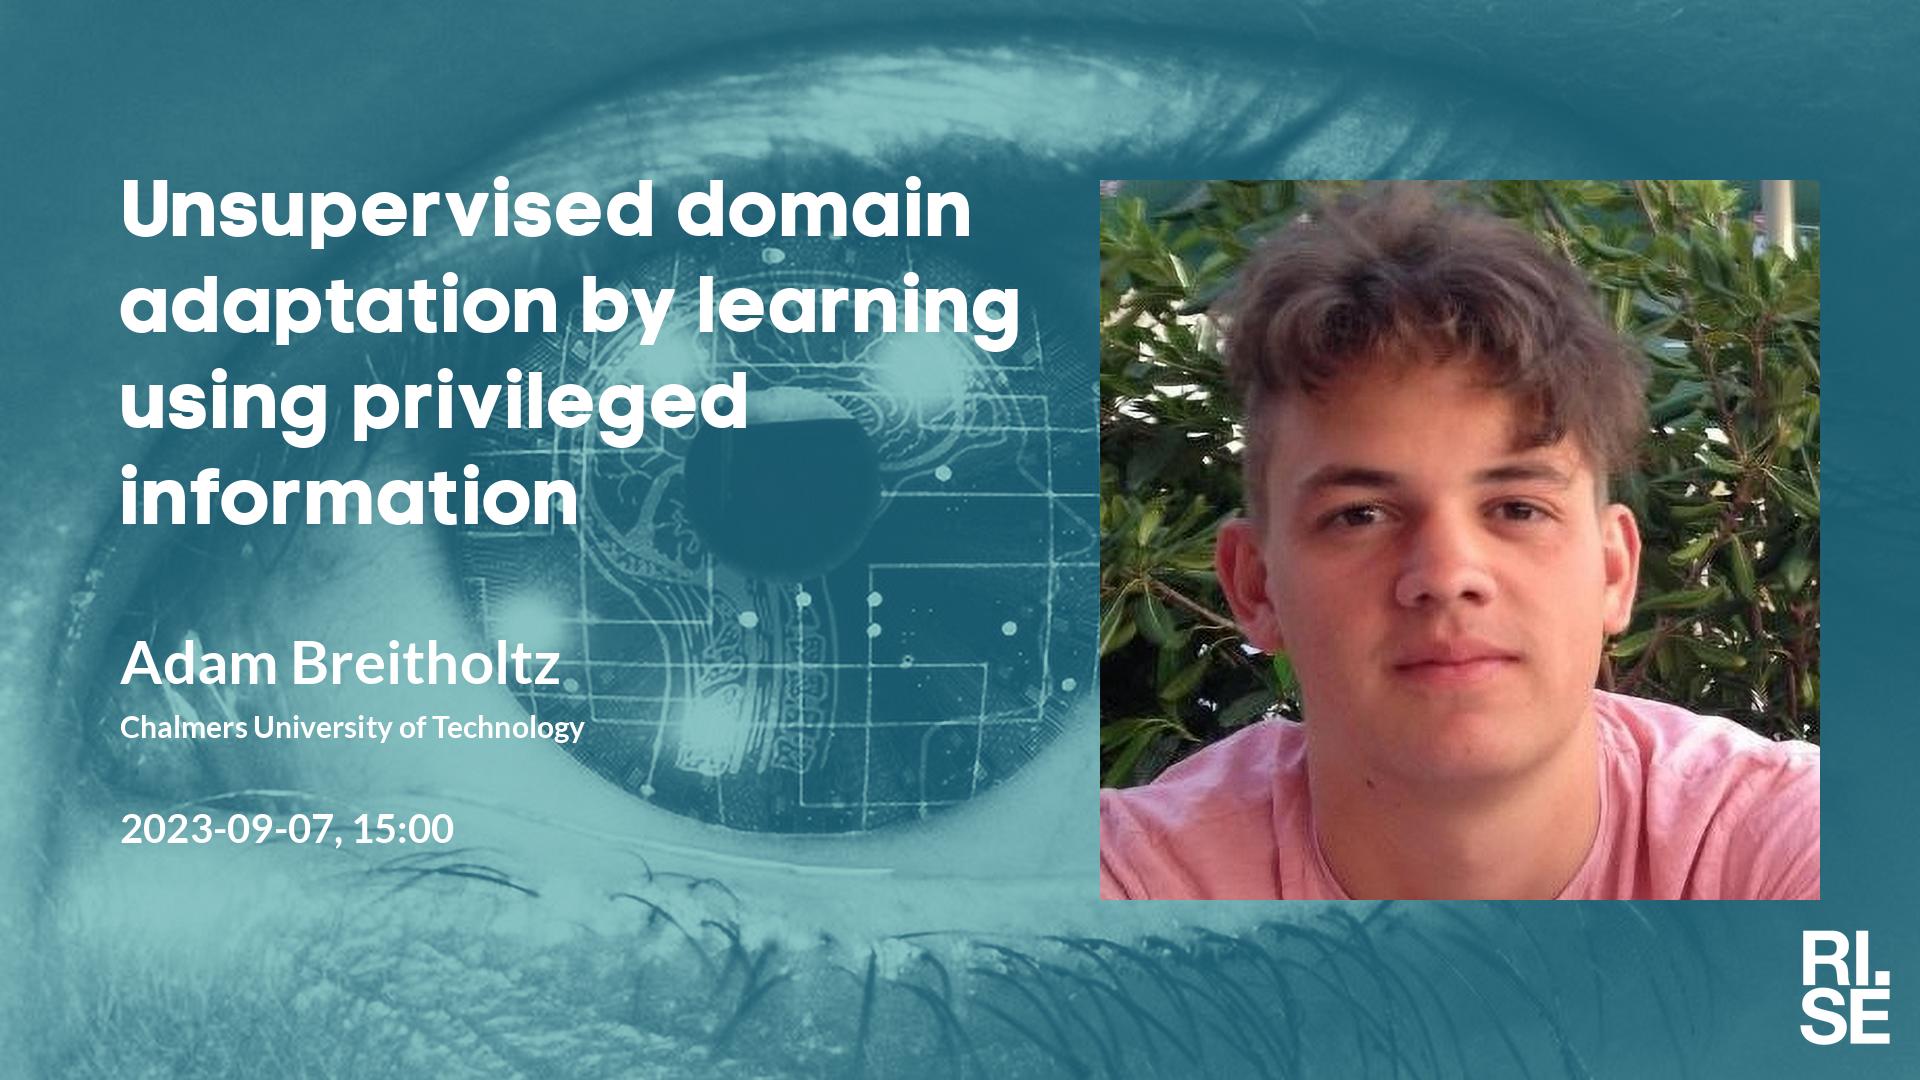 Unsupervised domain
adaptation by learning
using privileged
information
Adam Breitholtz
Chalmers University of Technology
2023-09-07, 15:00
RI.
SE